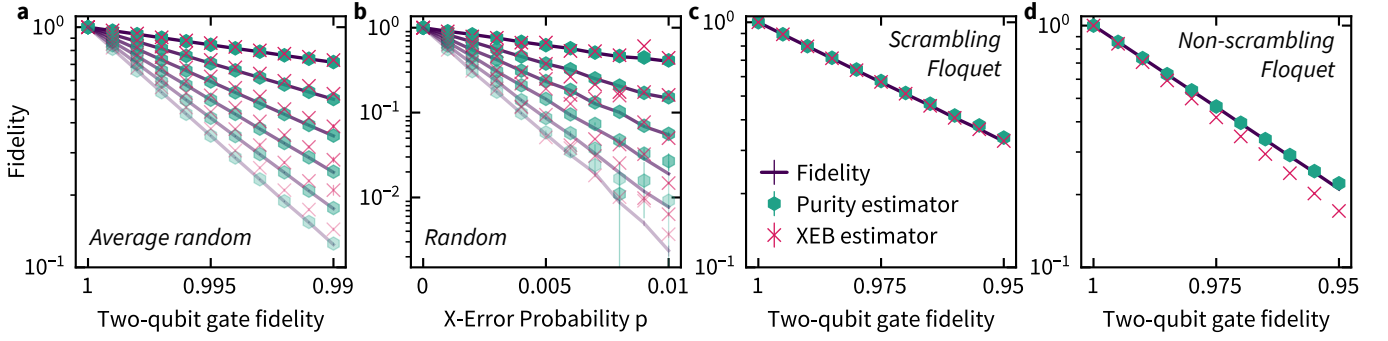 a
10⁰
10⁻¹
Fidelity
Average random
1
0.995
0.99
Two-qubit gate fidelity
b
10⁰
10⁻¹
10⁻²
Random
0
0.005
0.01
X-Error Probability p
c
10⁰
10⁻¹
Scrambling
Floquet
Fidelity
Purity estimator
XEB estimator
1
0.975
0.95
Two-qubit gate fidelity
d
10⁰
10⁻¹
Non-scrambling
Floquet
1
0.975
0.95
Two-qubit gate fidelity